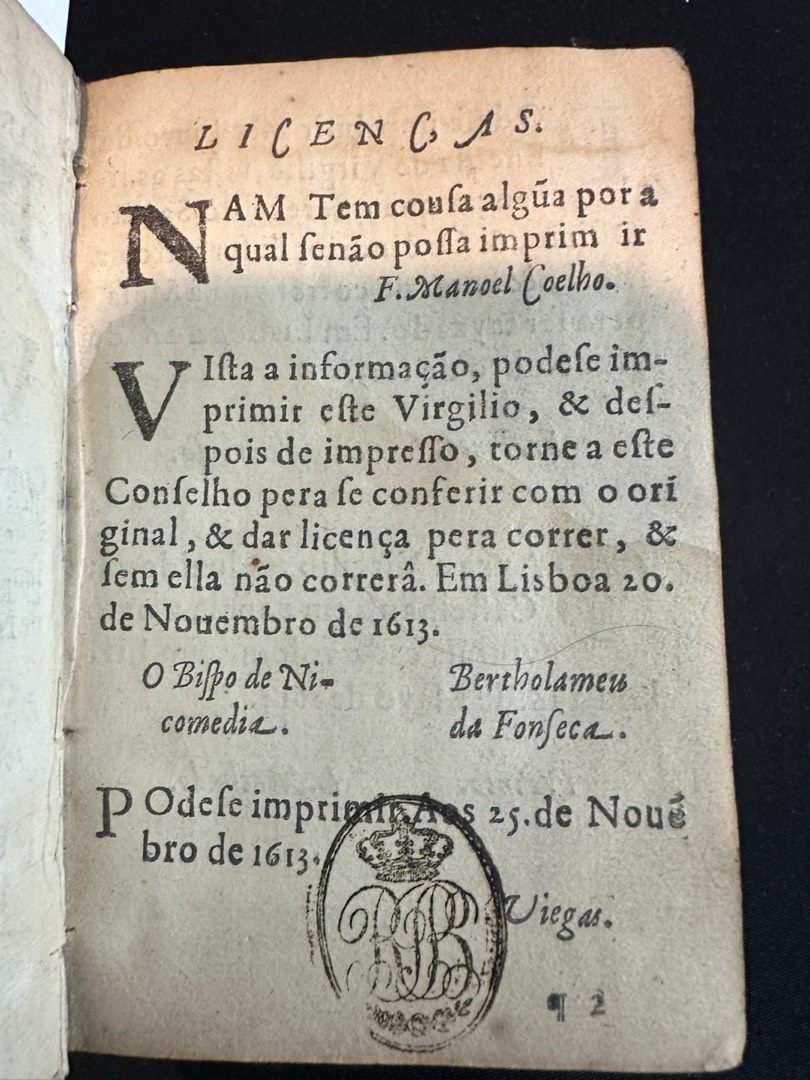 LICENC,AS.
NAM Tem cousa algũa por a
qual senão possa imprim ir
F. Manoel Coelho.
VIsta a informação, podese im-
primir este Virgilio, & des-
pois de impresso, torne a este
Conselho pera se conferir com o ori
ginal, & dar licença pera correr, &
sem ella não correrâ. Em Lisboa 20.
de Nouembro de 1613.
O Bispo de Ni-
comedia.
Bertholameu
da Fonseca.
POdese imprimir Aos 25. de Nouẽ
bro de 1613.
Viegas.
¶ 2